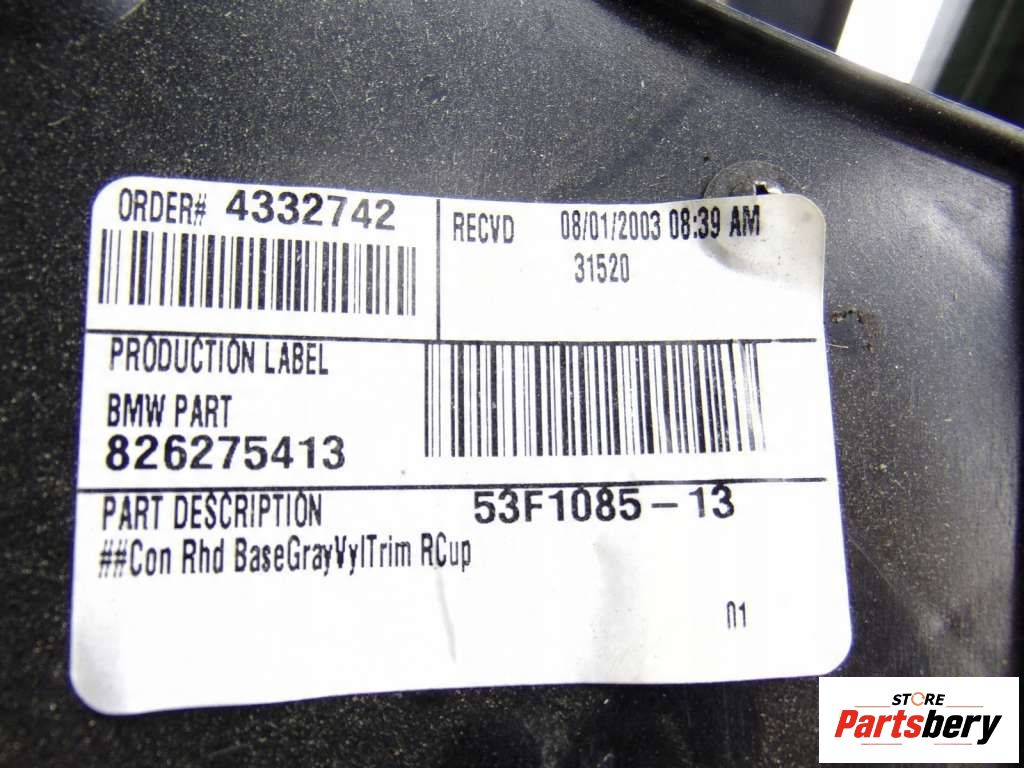 ORDER# 4332742
RECVD 08/01/2003 08:39 AM
31520
PRODUCTION LABEL
BMW PART
826275413
PART DESCRIPTION 53F1085-13
##Con Rhd BaseGrayVylTrim RCup
01
STORE
Partsbery